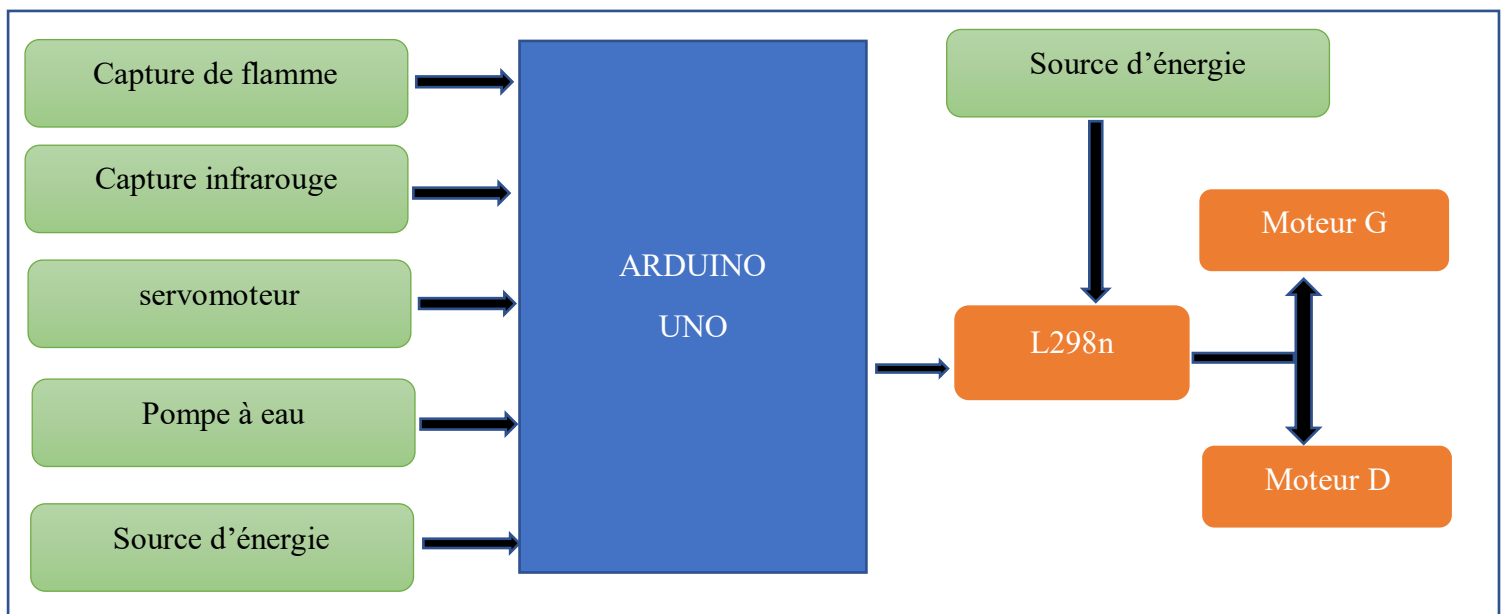 Capture de flamme
Capture infrarouge
servomoteur
Pompe à eau
Source d’énergie
ARDUINO
UNO
Source d’énergie
L298n
Moteur G
Moteur D